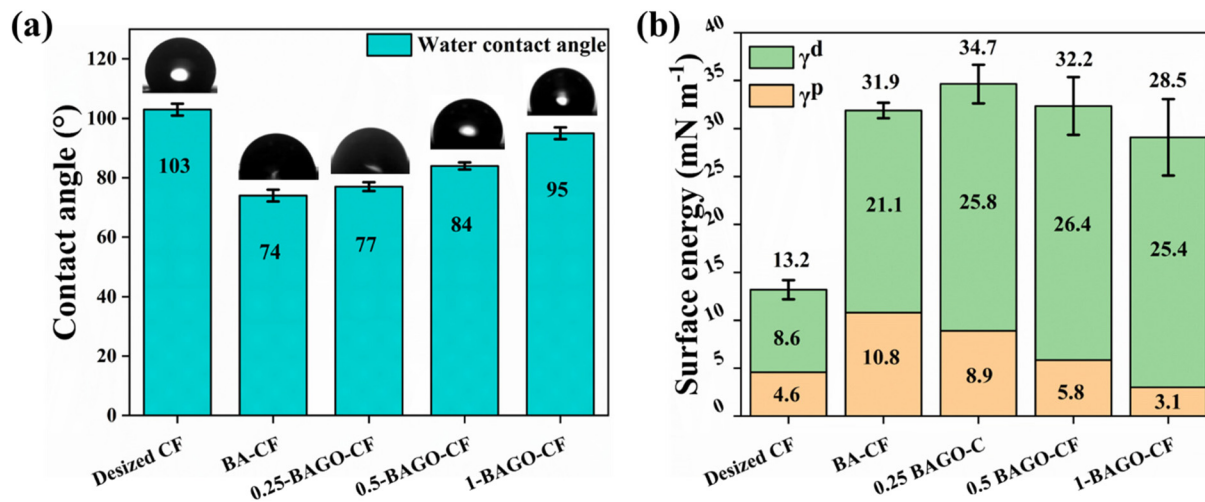 (a)
Contact angle (°)
120
100
80
60
40
20
0
Water contact angle
103
74
77
84
95
Desized CF
BA-CF
0.25-BAGO-CF
0.5-BAGO-CF
1-BAGO-CF
(b)
Surface energy (mN m⁻¹)
40
35
30
25
20
15
10
5
0
γᵈ
γᵖ
13.2
8.6
4.6
31.9
21.1
10.8
34.7
25.8
8.9
32.2
26.4
5.8
28.5
25.4
3.1
Desized CF
BA-CF
0.25 BAGO-C
0.5 BAGO-CF
1-BAGO-CF